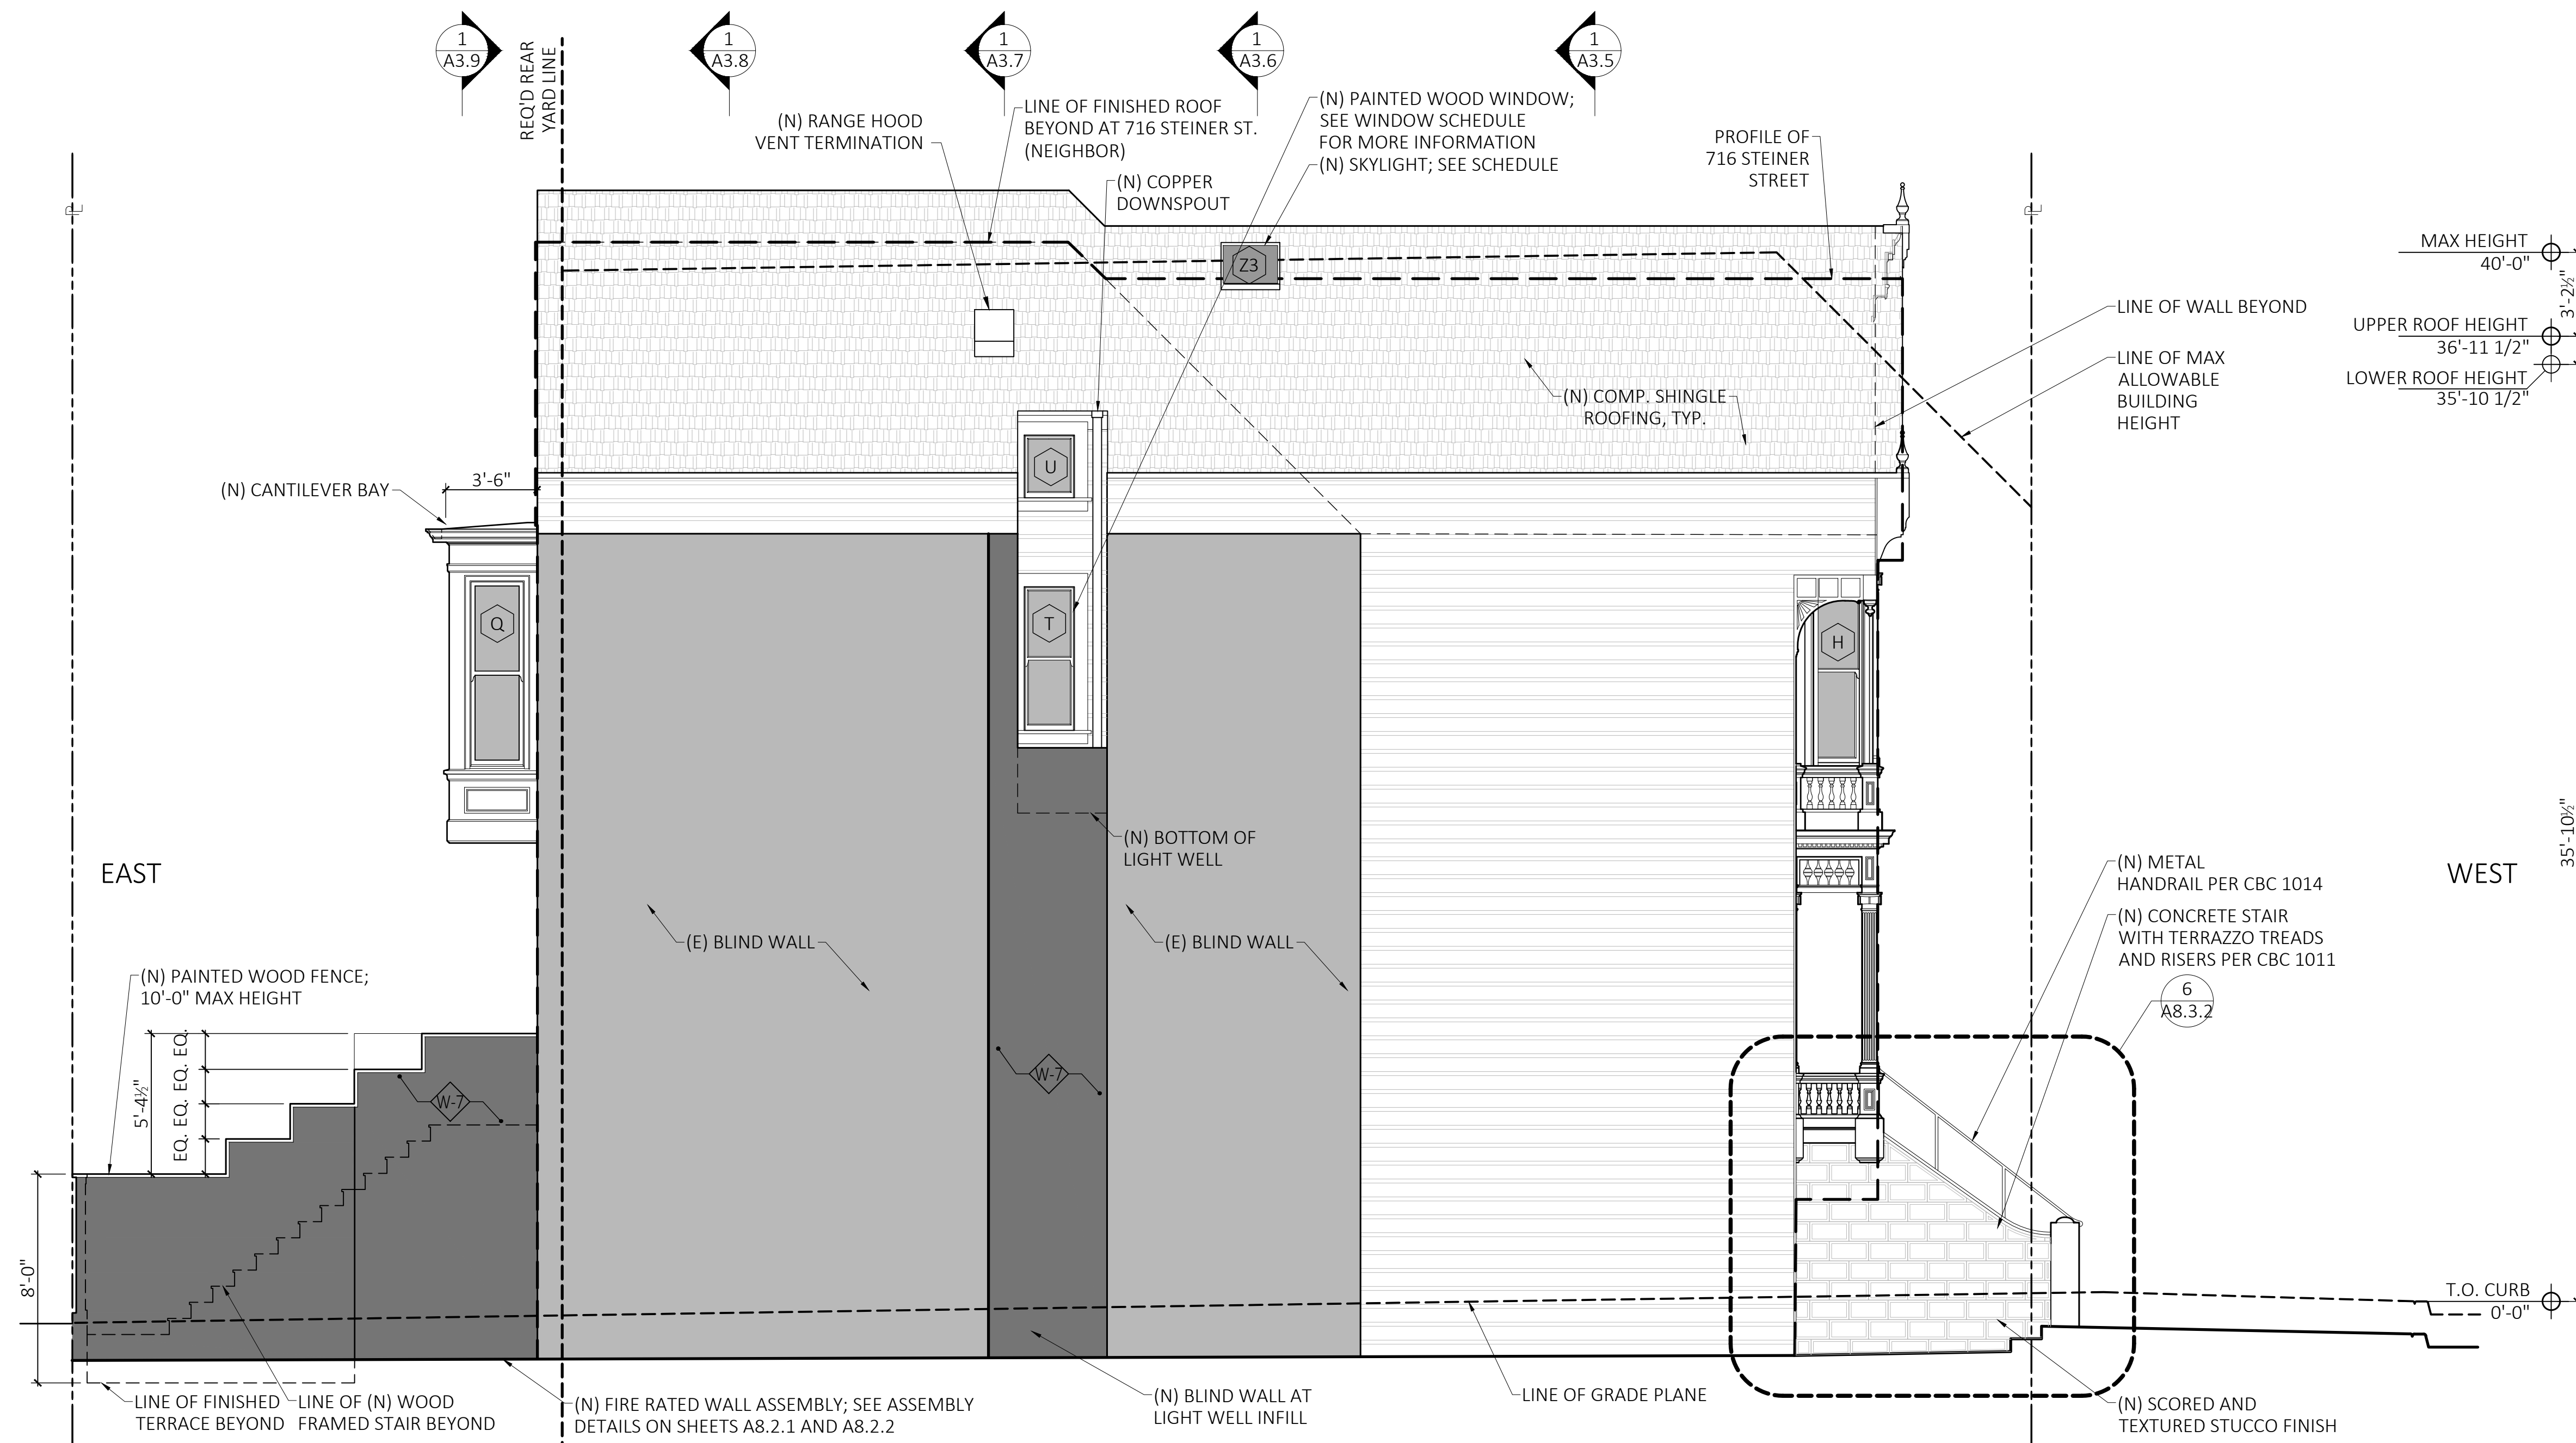 1
A3.9
REQ'D REAR
YARD LINE
1
A3.8
1
A3.7
1
A3.6
1
A3.5
(N) RANGE HOOD
VENT TERMINATION
LINE OF FINISHED ROOF
BEYOND AT 716 STEINER ST.
(NEIGHBOR)
(N) COPPER
DOWNSPOUT
(N) PAINTED WOOD WINDOW;
SEE WINDOW SCHEDULE
FOR MORE INFORMATION
(N) SKYLIGHT; SEE SCHEDULE
PROFILE OF
716 STEINER
STREET
PL
PL
MAX HEIGHT
40'-0"
3'-2½"
UPPER ROOF HEIGHT
36'-11 1/2"
LOWER ROOF HEIGHT
35'-10 1/2"
Z3
LINE OF WALL BEYOND
LINE OF MAX
ALLOWABLE
BUILDING
HEIGHT
(N) COMP. SHINGLE
ROOFING, TYP.
U
(N) CANTILEVER BAY
3'-6"
Q
T
H
(N) BOTTOM OF
LIGHT WELL
35'-10½"
EAST
WEST
(N) METAL
HANDRAIL PER CBC 1014
(N) CONCRETE STAIR
WITH TERRAZZO TREADS
AND RISERS PER CBC 1011
6
A8.3.2
(E) BLIND WALL
(E) BLIND WALL
(N) PAINTED WOOD FENCE;
10'-0" MAX HEIGHT
5'-4½"
EQ. EQ. EQ. EQ.
W-7
W-7
8'-0"
T.O. CURB
0'-0"
LINE OF FINISHED
TERRACE BEYOND
LINE OF (N) WOOD
FRAMED STAIR BEYOND
(N) FIRE RATED WALL ASSEMBLY; SEE ASSEMBLY
DETAILS ON SHEETS A8.2.1 AND A8.2.2
(N) BLIND WALL AT
LIGHT WELL INFILL
LINE OF GRADE PLANE
(N) SCORED AND
TEXTURED STUCCO FINISH